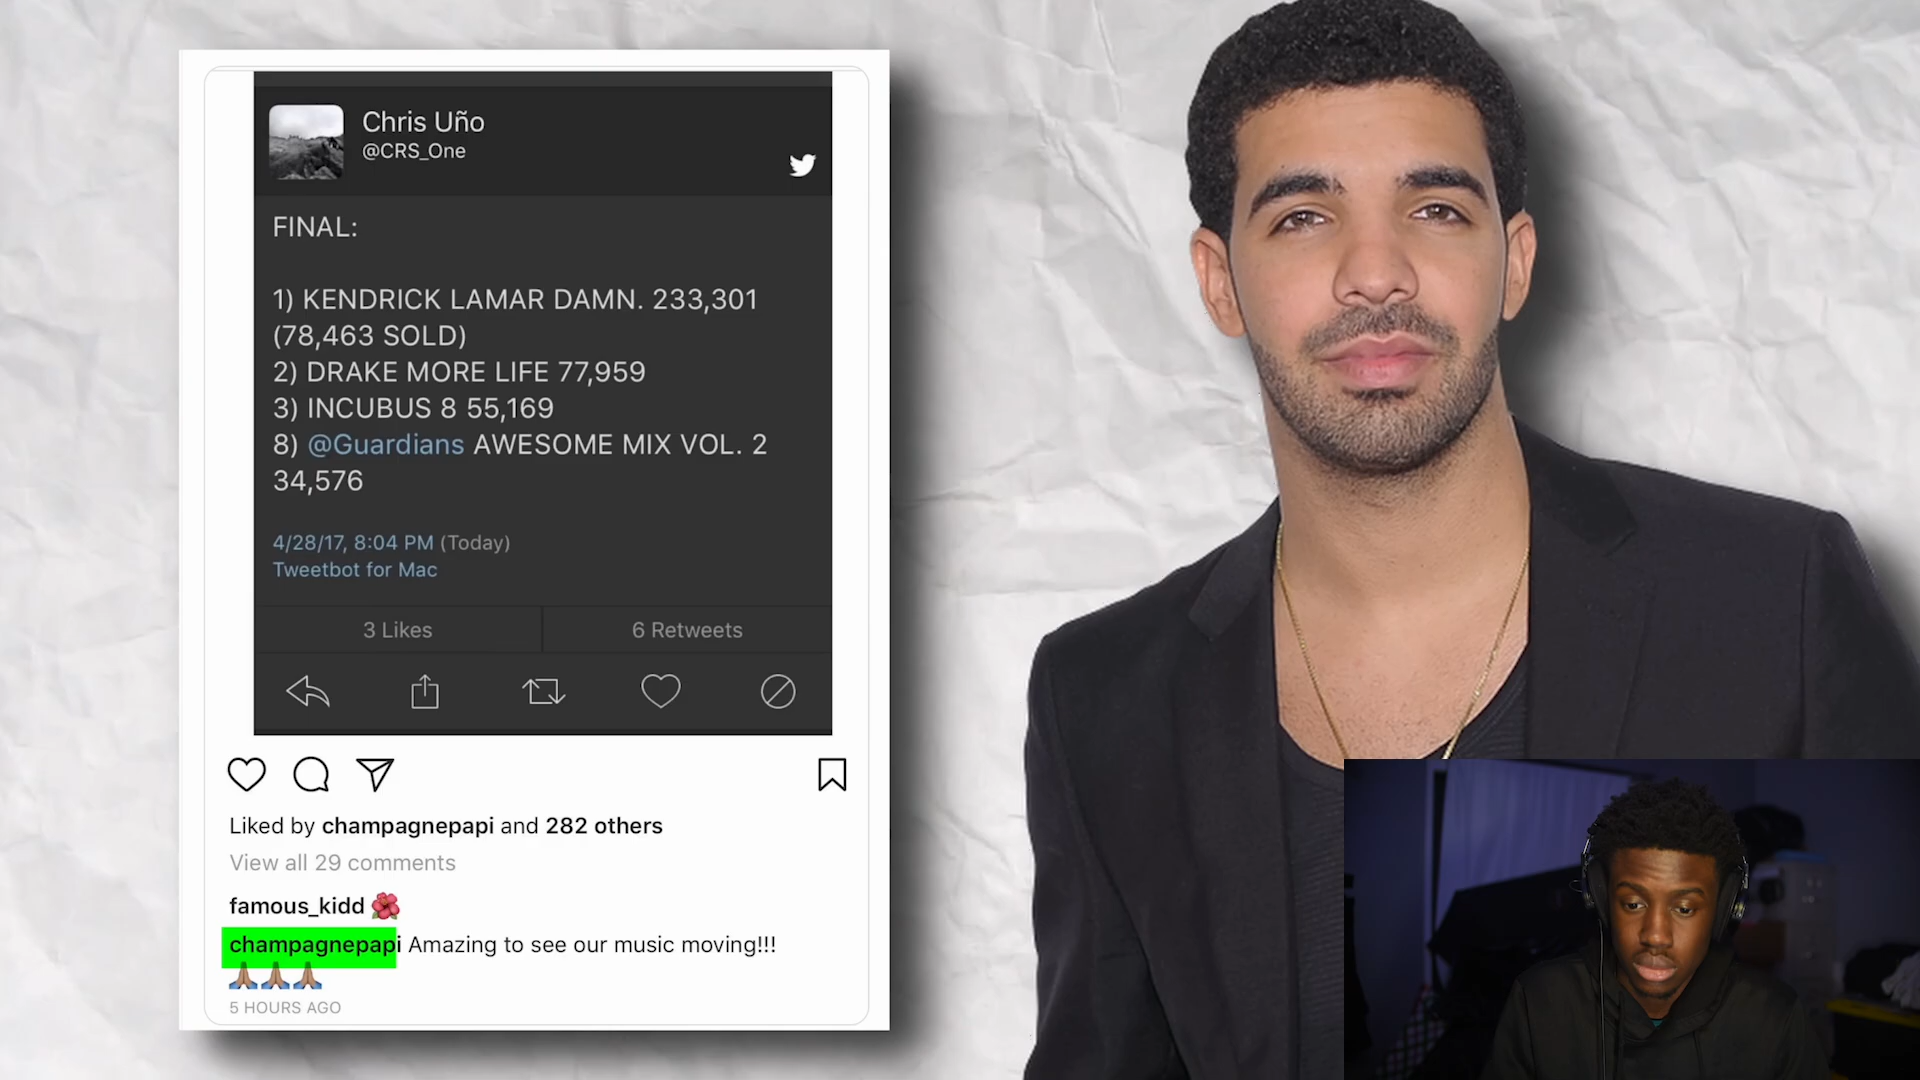 Chris Uño
@CRS_One
FINAL:
1) KENDRICK LAMAR DAMN. 233,301
(78,463 SOLD)
2) DRAKE MORE LIFE 77,959
3) INCUBUS 8 55,169
8) @Guardians AWESOME MIX VOL. 2
34,576
4/28/17, 8:04 PM (Today)
Tweetbot for Mac
3 Likes
6 Retweets
Liked by champagnepapi and 282 others
View all 29 comments
famous_kidd 🌺
champagnepapi Amazing to see our music moving!!!
🙏🏽🙏🏽🙏🏽
5 HOURS AGO